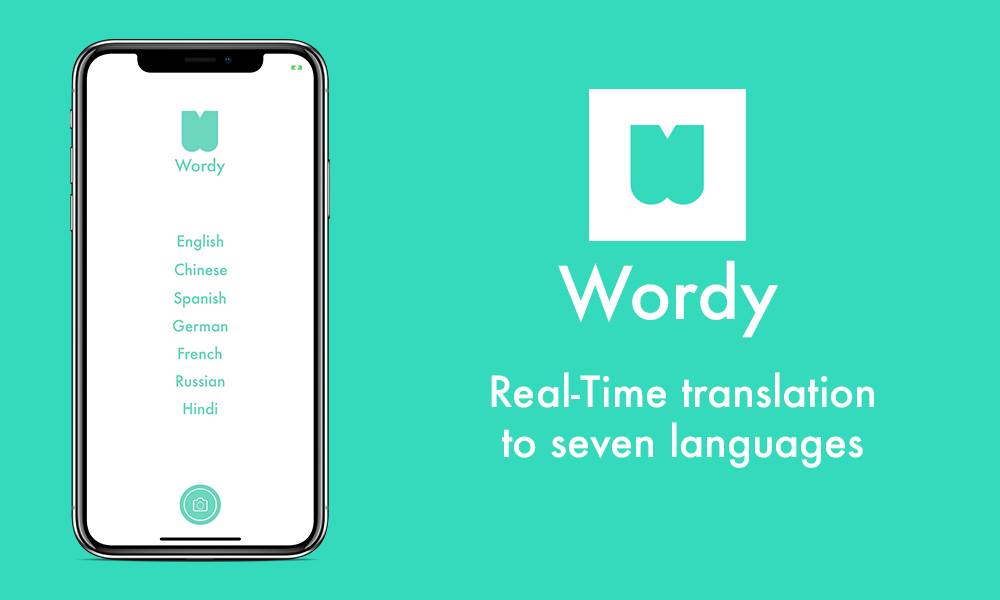 Wordy
English
Chinese
Spanish
German
French
Russian
Hindi
Wordy
Real-Time translation
to seven languages